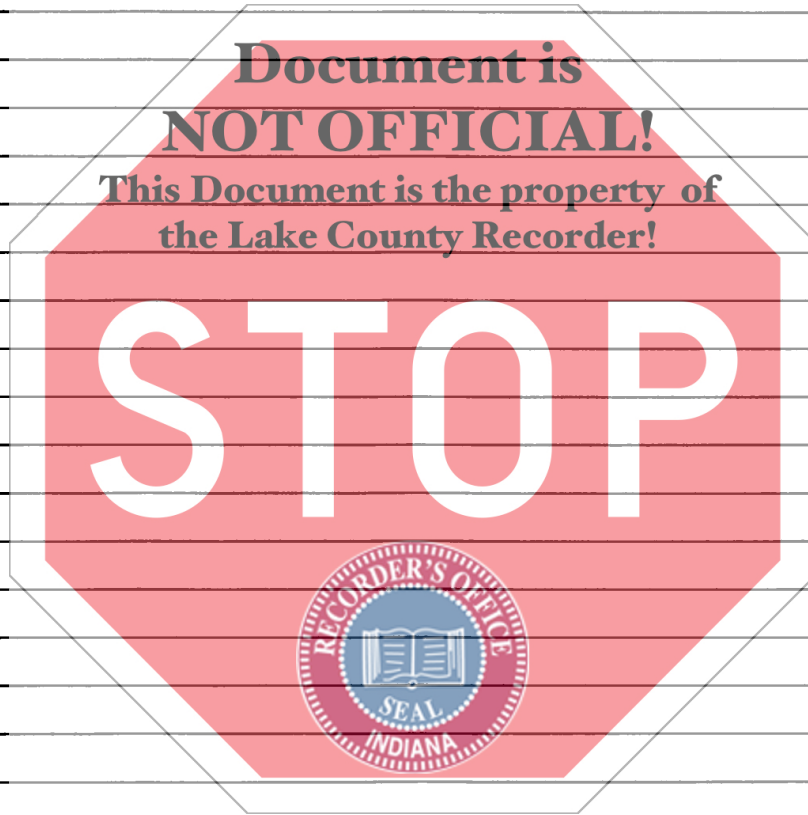 Document is
NOT OFFICIAL!
This Document is the property of
the Lake County Recorder!
STOP
RECORDER'S OFFICE
SEAL
INDIANA